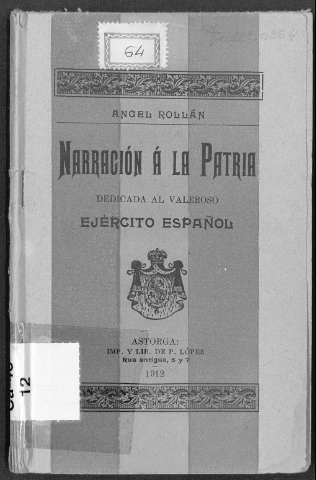 64
ANGEL ROLLÁN
NARRACIÓN Á LA PATRIA
DEDICADA AL VALEROSO
EJÉRCITO ESPAÑOL
ASTORGA:
IMP. Y LIB. DE P. LÓPEZ
Rua antigua, 5 y 7
1912
12